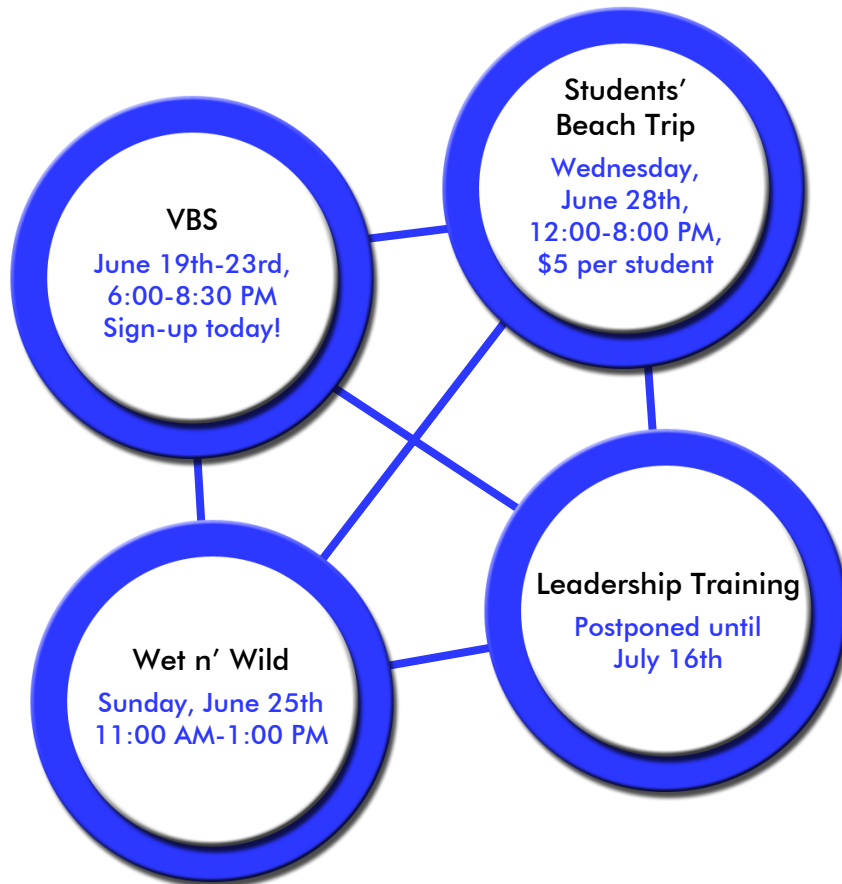 VBS
June 19th-23rd,
6:00-8:30 PM
Sign-up today!
Students’
Beach Trip
Wednesday,
June 28th,
12:00-8:00 PM,
$5 per student
Wet n’ Wild
Sunday, June 25th
11:00 AM-1:00 PM
Leadership Training
Postponed until
July 16th